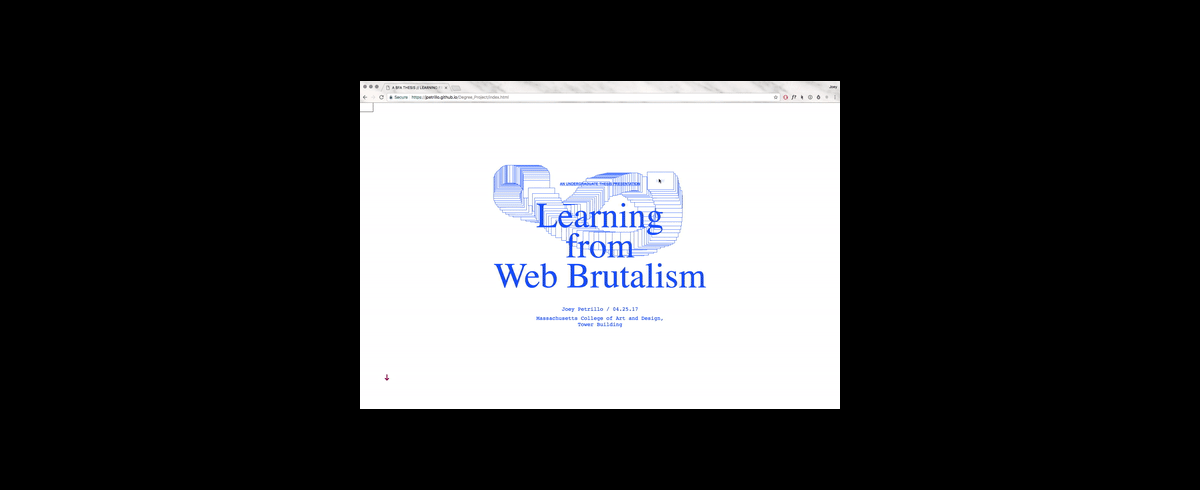 A BFA THESIS // LEARNING
Joey
Secure
https://jpetrillo.github.io/Degree_Project/index.html
AN UNDERGRADUATE THESIS PRESENTATION
Learning
from
Web Brutalism
Joey Petrillo / 04.25.17
Massachusetts College of Art and Design,
Tower Building